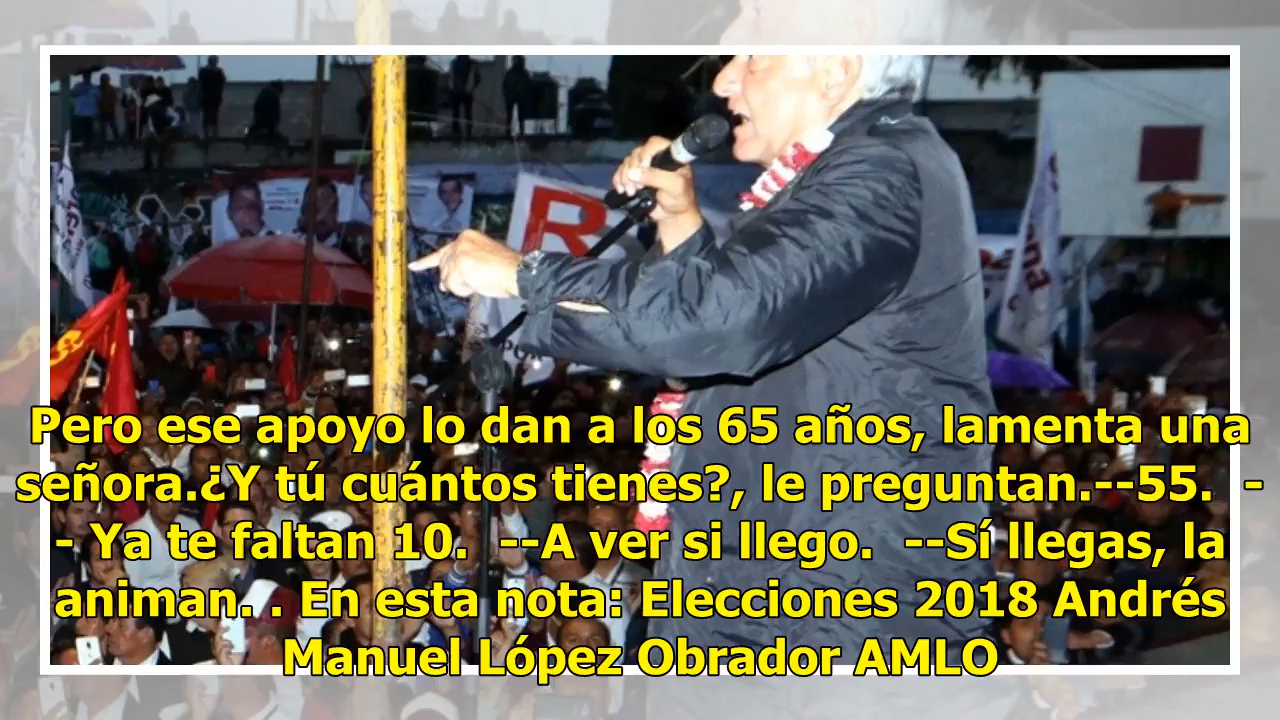 R
Pero ese apoyo lo dan a los 65 años, lamenta una
señora.¿Y tú cuántos tienes?, le preguntan.--55.  -
- Ya te faltan 10.  --A ver si llego.  --Sí llegas, la
animan. . En esta nota: Elecciones 2018 Andrés
Manuel López Obrador AMLO